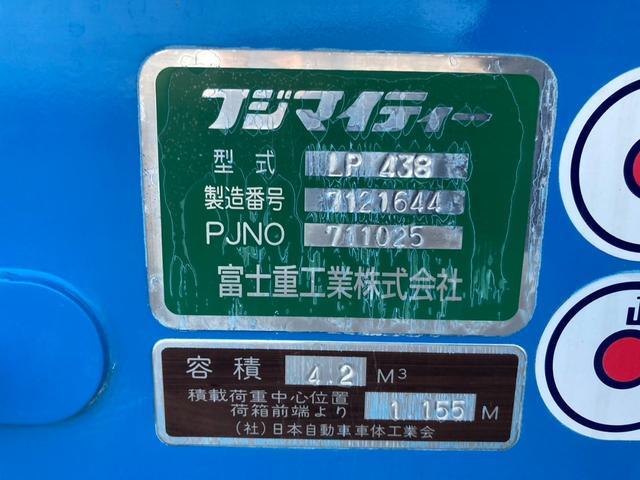 フジマイティー
型式 LP 438
製造番号 7121644
PJNO 711025
富士重工業株式会社
容積 4.2 M³
積載荷重中心位置
荷箱前端より 1.155 M
(社)日本自動車車体工業会